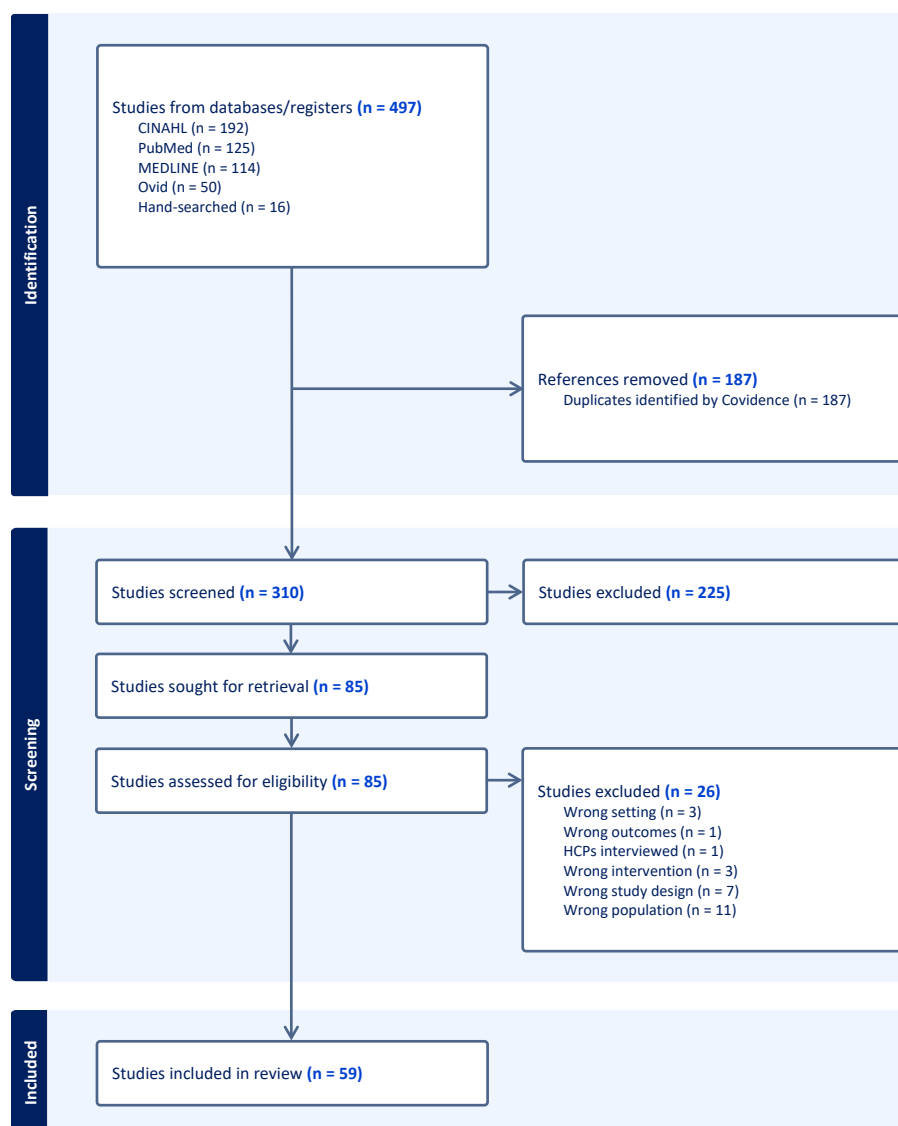 Identification
Studies from databases/registers (n = 497)
CINAHL (n = 192)
PubMed (n = 125)
MEDLINE (n = 114)
Ovid (n = 50)
Hand-searched (n = 16)
References removed (n = 187)
Duplicates identified by Covidence (n = 187)
Screening
Studies screened (n = 310)
Studies excluded (n = 225)
Studies sought for retrieval (n = 85)
Studies assessed for eligibility (n = 85)
Studies excluded (n = 26)
Wrong setting (n = 3)
Wrong outcomes (n = 1)
HCPs interviewed (n = 1)
Wrong intervention (n = 3)
Wrong study design (n = 7)
Wrong population (n = 11)
Included
Studies included in review (n = 59)